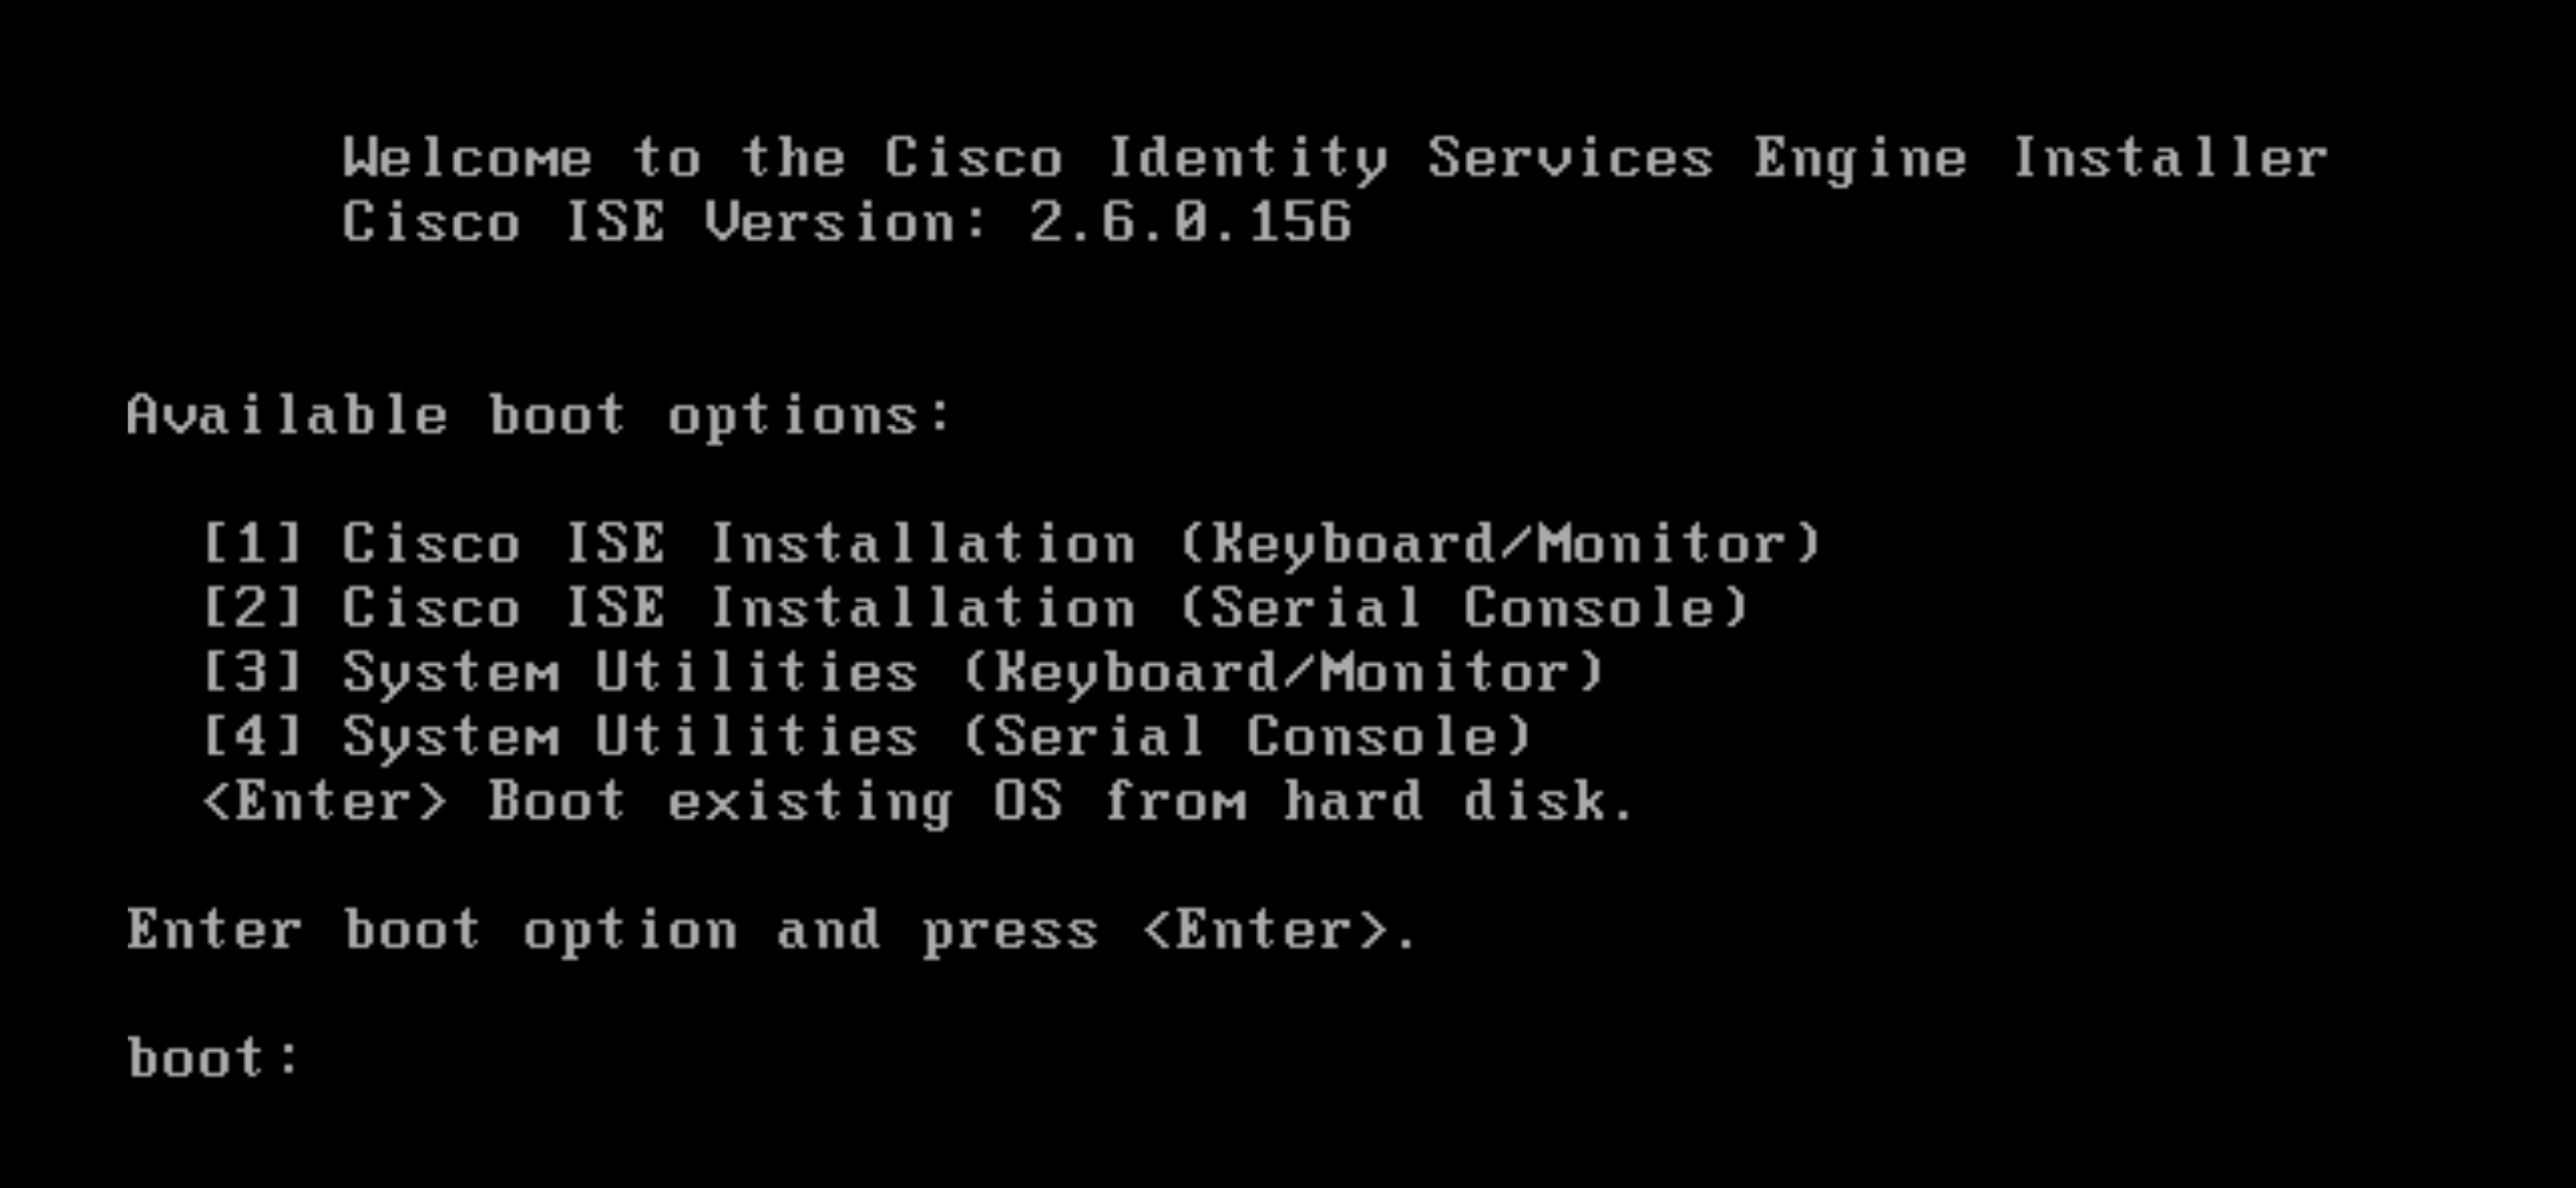 Welcome to the Cisco Identity Services Engine Installer
Cisco ISE Version: 2.6.0.156
Available boot options:
[1] Cisco ISE Installation (Keyboard/Monitor)
[2] Cisco ISE Installation (Serial Console)
[3] System Utilities (Keyboard/Monitor)
[4] System Utilities (Serial Console)
<Enter> Boot existing OS from hard disk.
Enter boot option and press <Enter>.
boot: